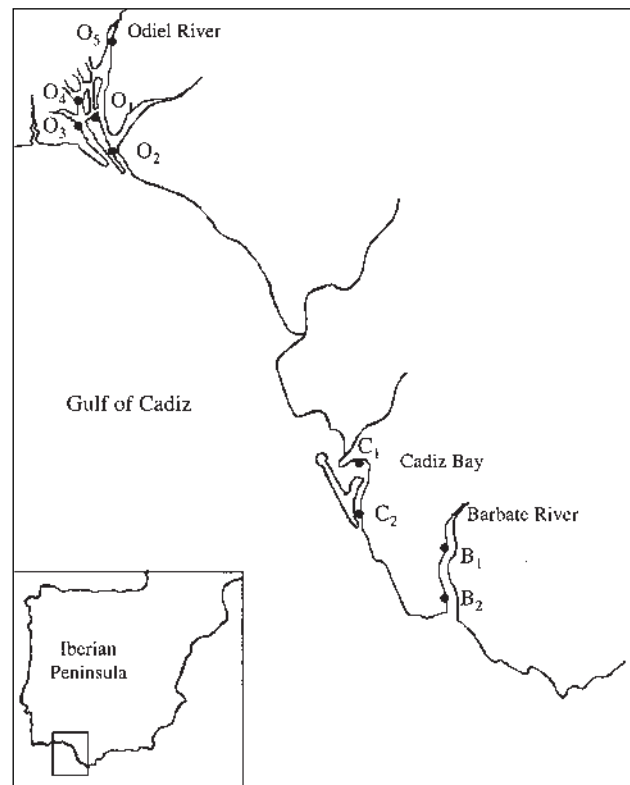 O₅ Odiel River
O₄
O₁
O₃
O₂
Gulf of Cadiz
C₁
Cadiz Bay
C₂
Barbate River
B₁
B₂
Iberian
Peninsula